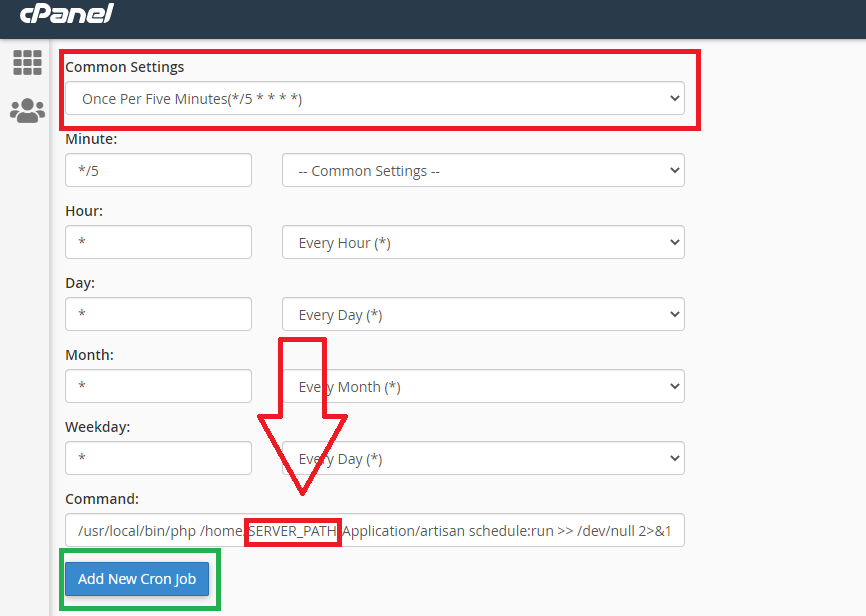 cPanel
Common Settings
Once Per Five Minutes(*/5 * * * *)
Minute:
*/5
-- Common Settings --
Hour:
*
Every Hour (*)
Day:
*
Every Day (*)
Month:
*
Every Month (*)
Weekday:
*
Every Day (*)
Command:
/usr/local/bin/php /home/SERVER_PATH/Application/artisan schedule:run >> /dev/null 2>&1
Add New Cron Job